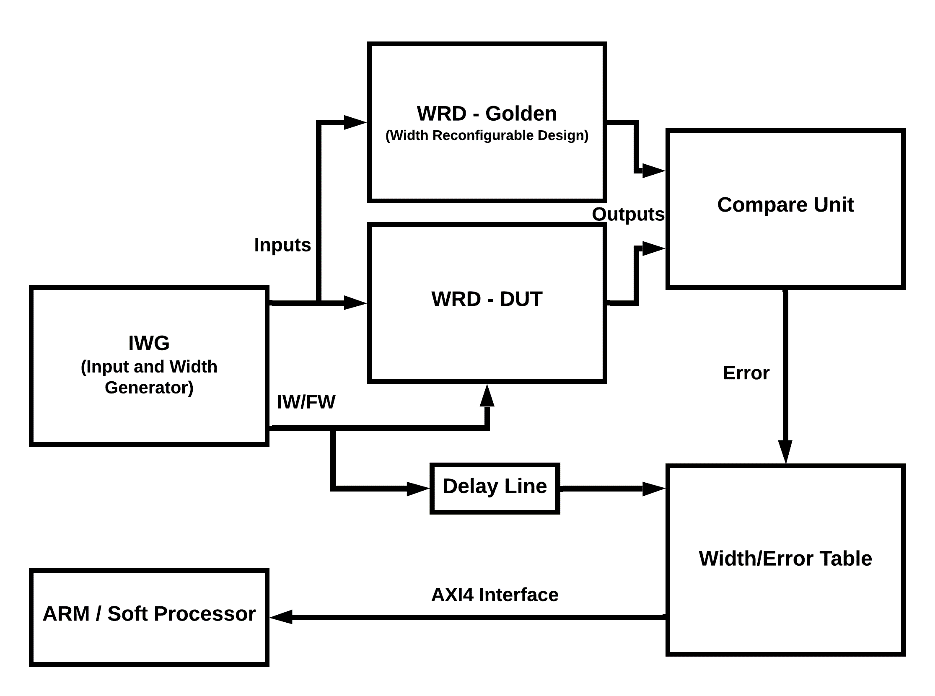 WRD - Golden
(Width Reconfigurable Design)
Compare Unit
Outputs
Inputs
WRD - DUT
IWG
(Input and Width
Generator)
Error
IW/FW
Delay Line
Width/Error Table
AXI4 Interface
ARM / Soft Processor